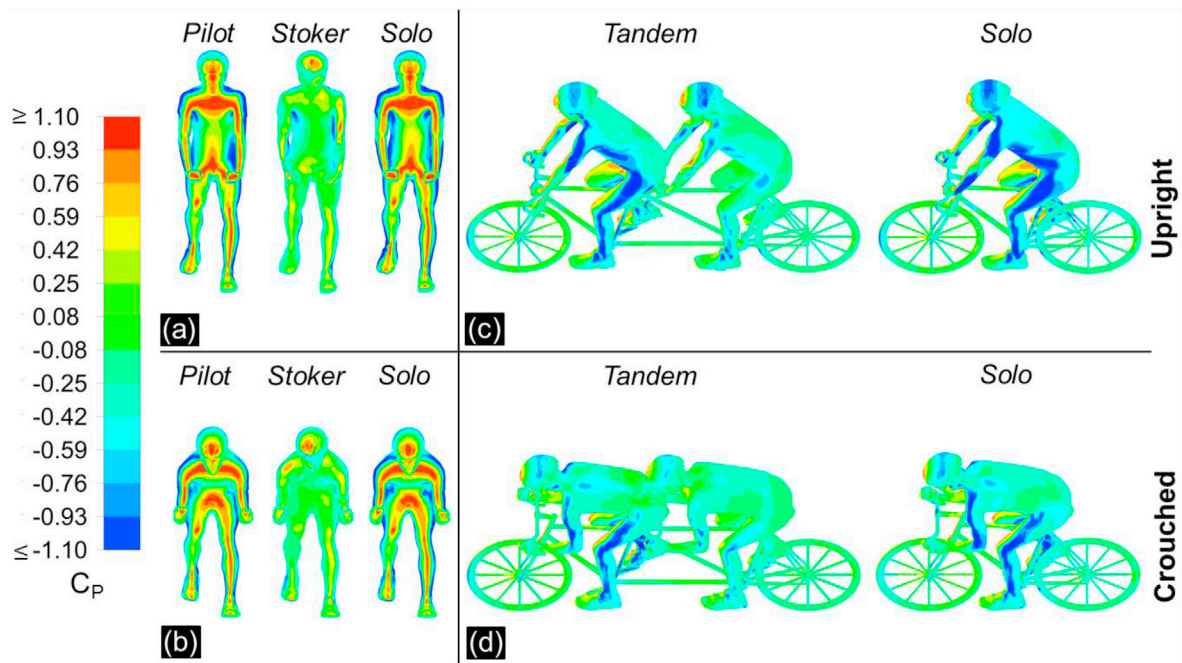 Pilot Stoker Solo
Tandem Solo
≥ 1.10
0.93
0.76
0.59
0.42
0.25
0.08
-0.08
-0.25
-0.42
-0.59
-0.76
-0.93
≤ -1.10
CP
(a)
(c)
Upright
Pilot Stoker Solo
Tandem Solo
(b)
(d)
Crouched